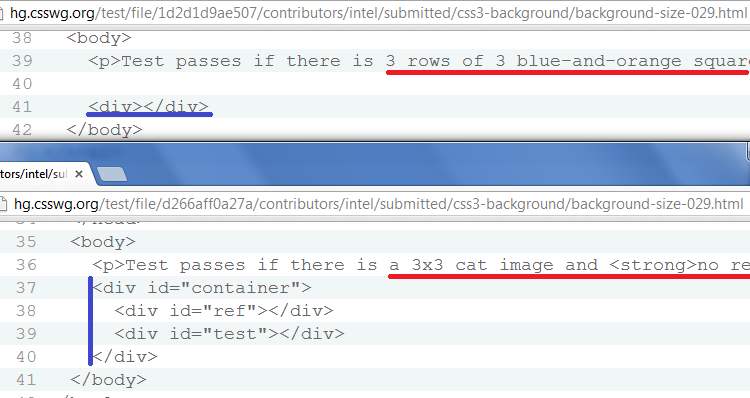 hg.csswg.org/test/file/1d2d1d9ae507/contributors/intel/submitted/css3-background/background-size-029.html
38 <body>
39 <p>Test passes if there is 3 rows of 3 blue-and-orange squar
40
41 <div></div>
42 </body>
tors/intel/sul ×
hg.csswg.org/test/file/d266aff0a27a/contributors/intel/submitted/css3-background/background-size-029.html
35 <body>
36 <p>Test passes if there is a 3x3 cat image and <strong>no re
37 <div id="container">
38 <div id="ref"></div>
39 <div id="test"></div>
40 </div>
41 </body>